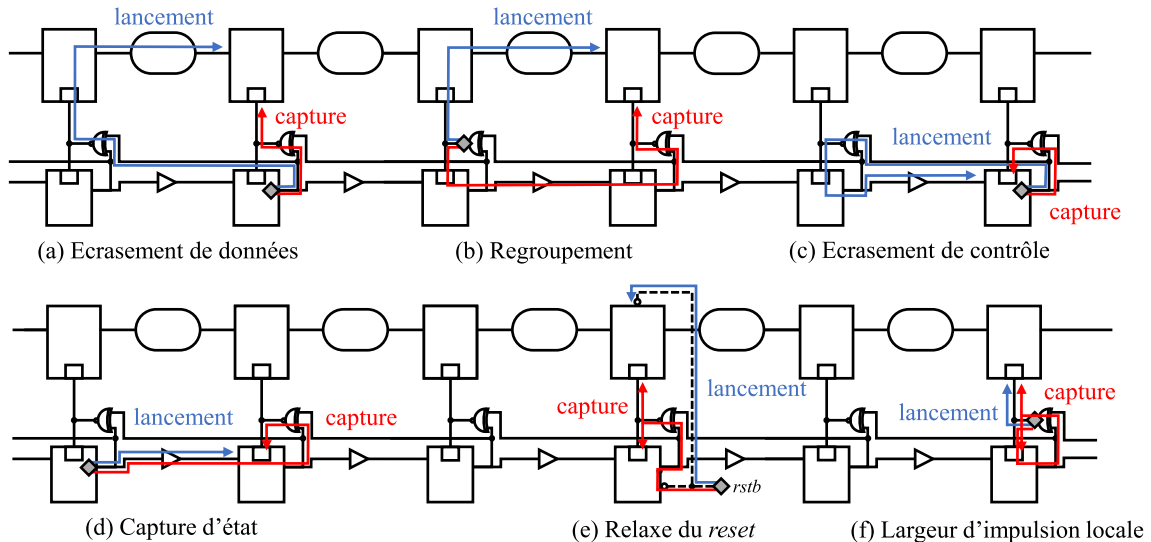 lancement
lancement
capture
capture
lancement
capture
(a) Ecrasement de données
(b) Regroupement
(c) Ecrasement de contrôle
lancement
capture
capture
lancement
lancement
capture
rstb
(d) Capture d'état
(e) Relaxe du reset
(f) Largeur d'impulsion locale